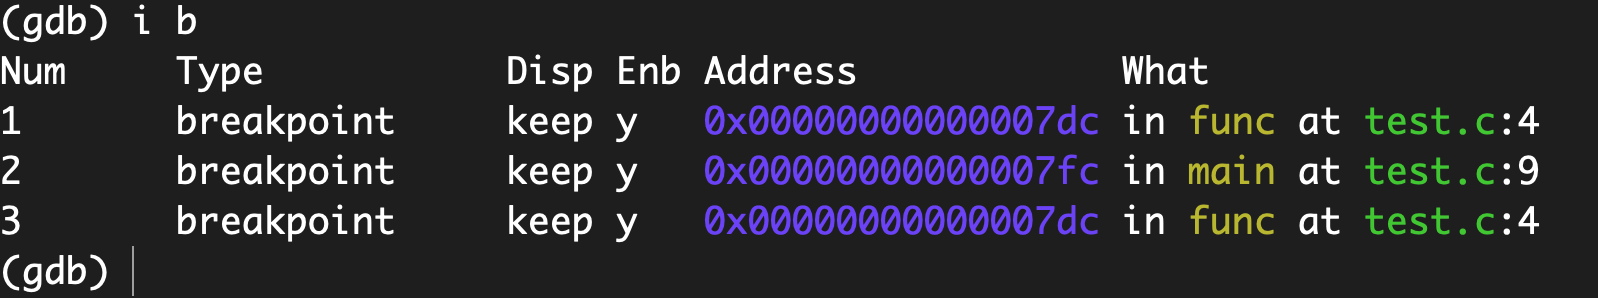 (gdb) i b
Num     Type           Disp Enb Address            What
1       breakpoint     keep y   0x00000000000007dc in func at test.c:4
2       breakpoint     keep y   0x00000000000007fc in main at test.c:9
3       breakpoint     keep y   0x00000000000007dc in func at test.c:4
(gdb)